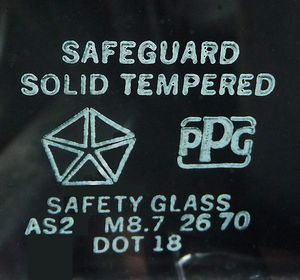 SAFEGUARD
SOLID TEMPERED
PPG
SAFETY GLASS
AS2 M8.7 26 70
DOT 18